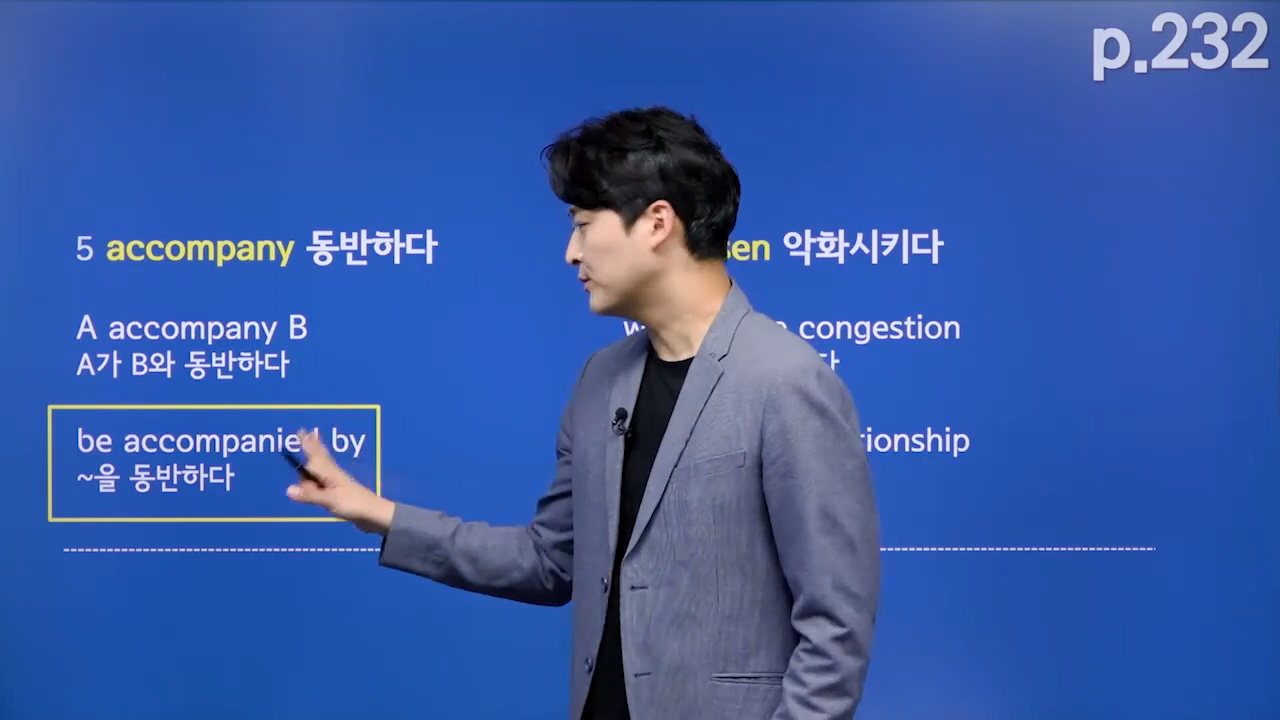 p.232
5 accompany 동반하다
A accompany B
A가 B와 동반하다
be accompanied by
~을 동반하다
악화시키다
congestion